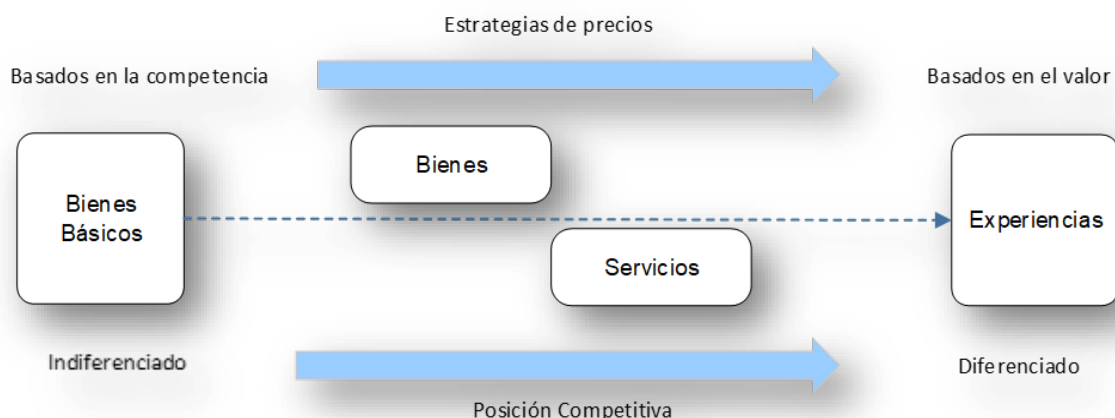 Estrategias de precios
Basados en la competencia
Basados en el valor
Bienes
Bienes
Básicos
Experiencias
Servicios
Indiferenciado
Diferenciado
Posición Competitiva